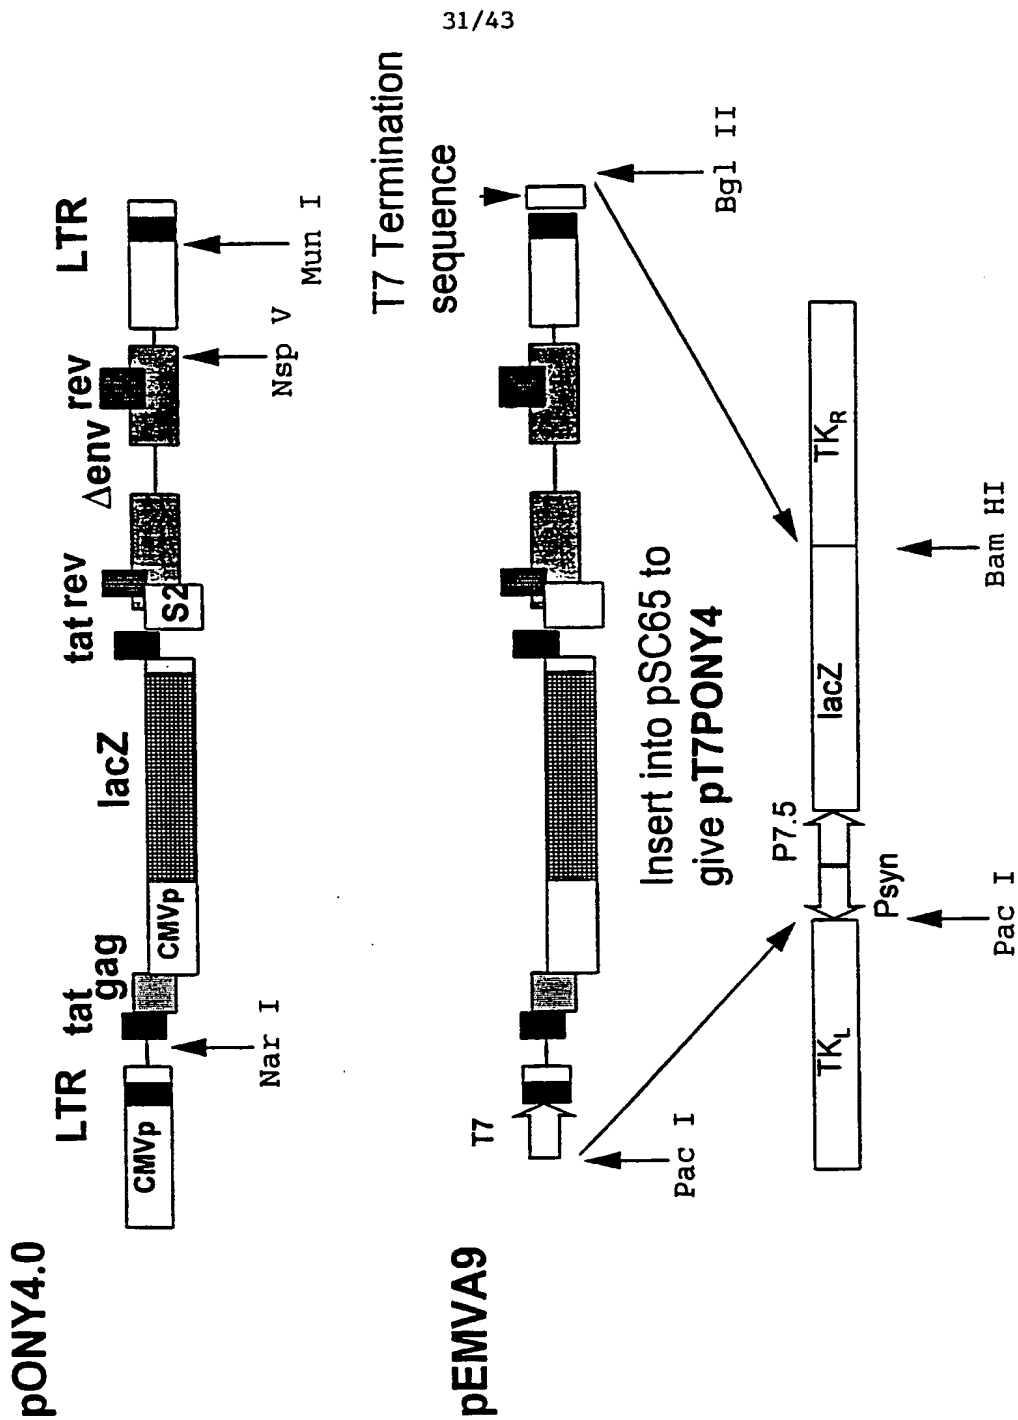 31/43
pONY4.0
LTR
tat
gag
lacZ
tat rev
Δenv
rev
LTR
CMVp
CMVp
S2
Nar I
Nsp V
Mun I
pEMVA9
T7
T7 Termination
sequence
Pac I
Bgl II
Insert into pSC65 to
give pT7PONY4
TKL
Psyn
P7.5
lacZ
TKR
Pac I
Bam HI